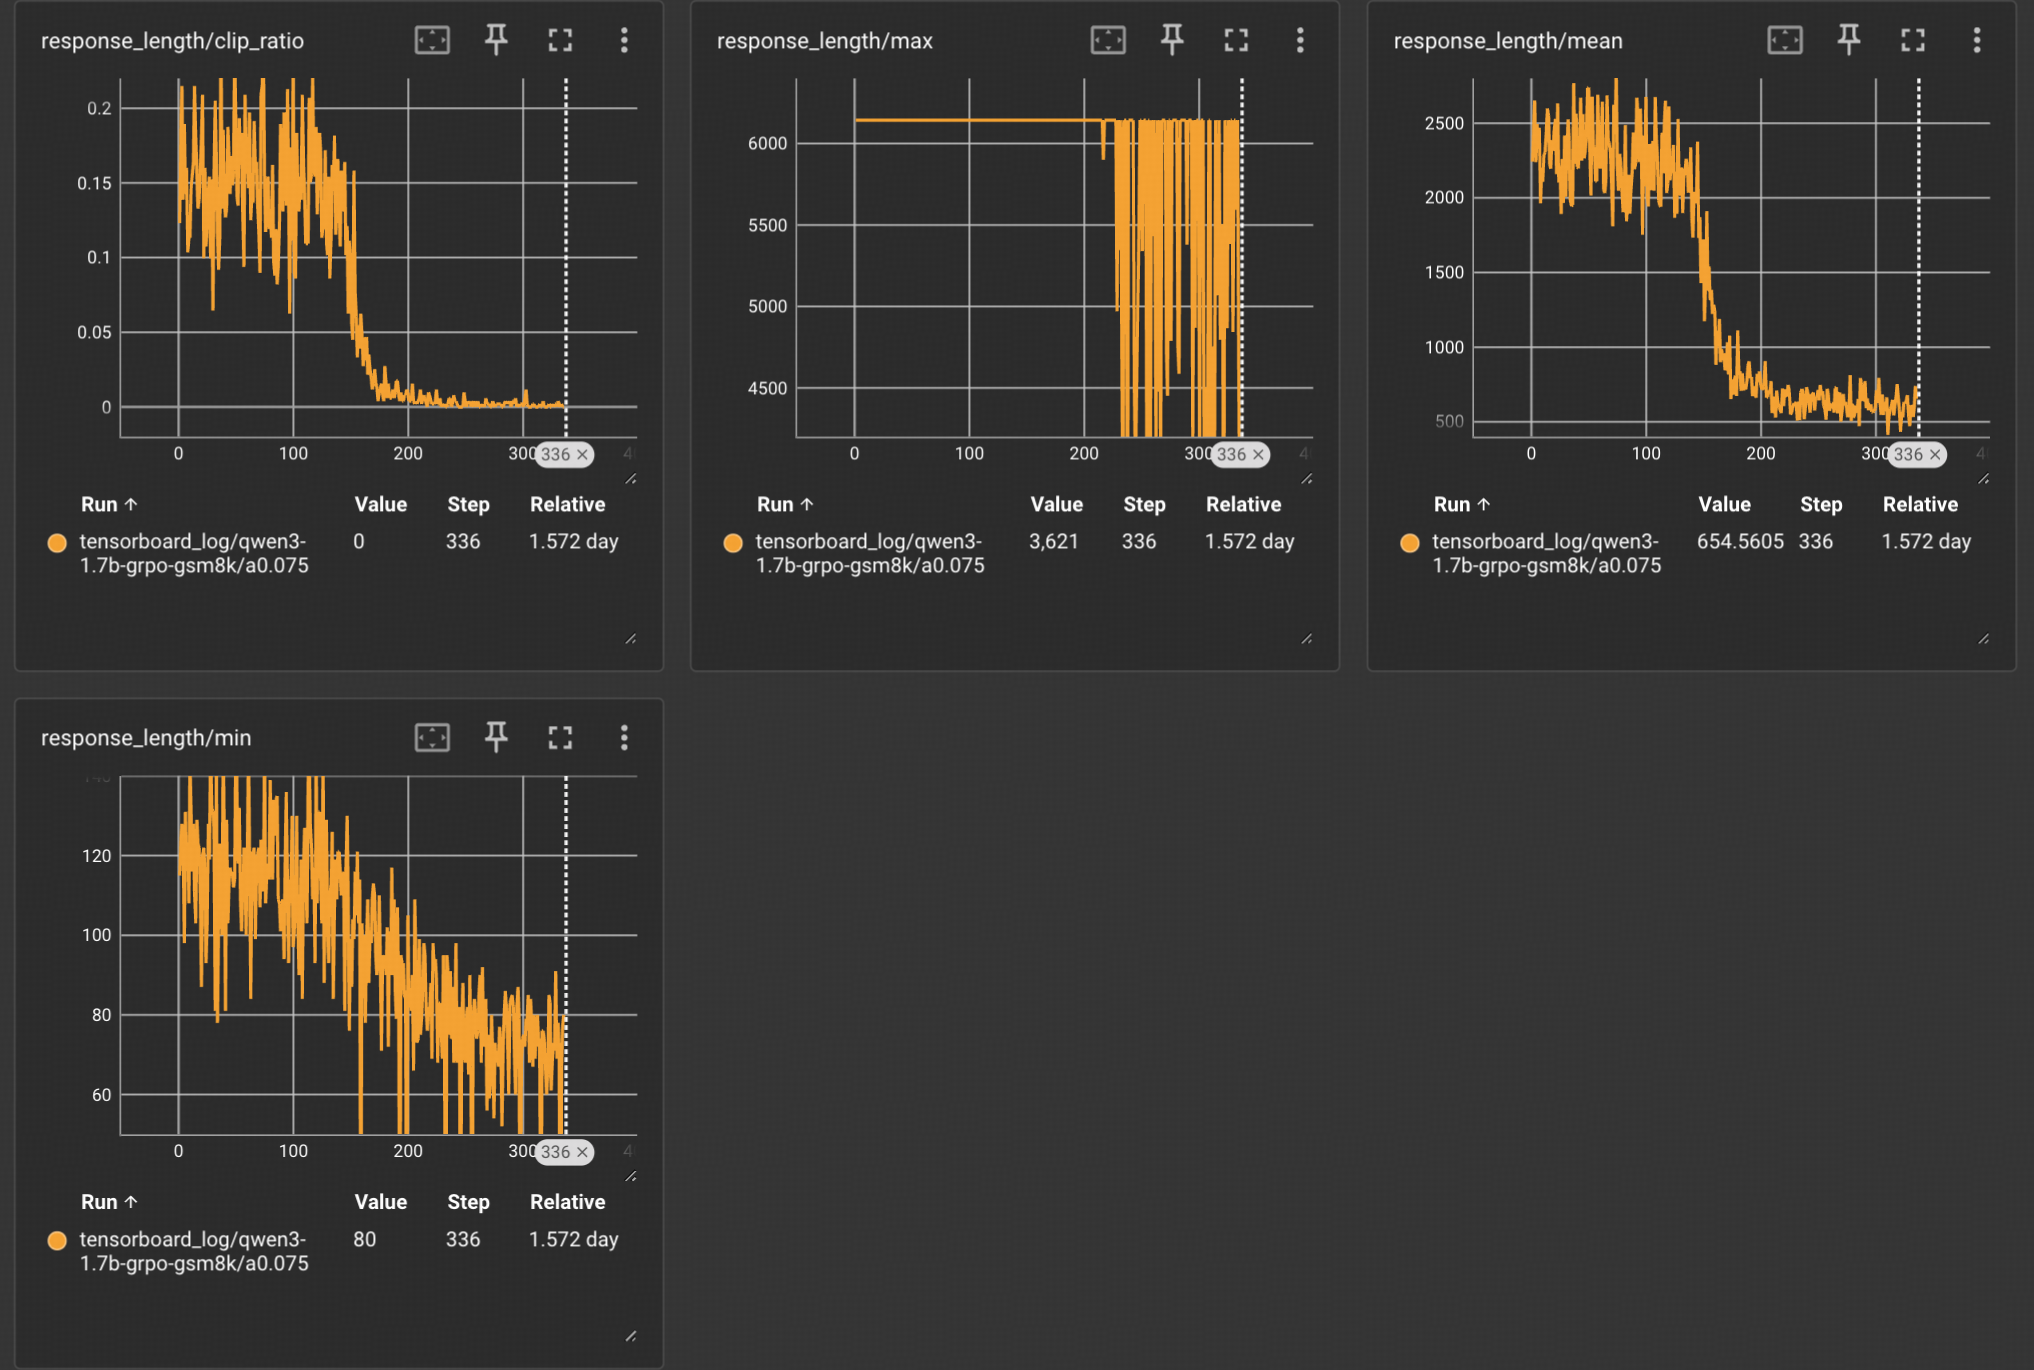 response_length/clip_ratio
0.2
0.15
0.1
0.05
0
0 100 200 300 336 ×
Run ↑ Value Step Relative
tensorboard_log/qwen3- 0 336 1.572 day
1.7b-grpo-gsm8k/a0.075
response_length/max
6000
5500
5000
4500
0 100 200 300 336 × 4
Run ↑ Value Step Relative
tensorboard_log/qwen3- 3,621 336 1.572 day
1.7b-grpo-gsm8k/a0.075
response_length/mean
2500
2000
1500
1000
500
0 100 200 300 336 × 4
Run ↑ Value Step Relative
tensorboard_log/qwen3- 654.5605 336 1.572 day
1.7b-grpo-gsm8k/a0.075
response_length/min
120
100
80
60
0 100 200 300 336 × 4
Run ↑ Value Step Relative
tensorboard_log/qwen3- 80 336 1.572 day
1.7b-grpo-gsm8k/a0.075